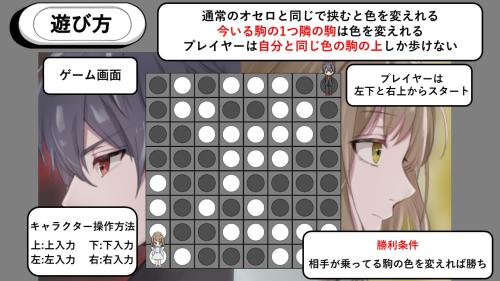 遊び方
通常のオセロと同じで挟むと色を変えれる
今いる駒の1つ隣の駒は色を変えれる
プレイヤーは自分と同じ色の駒の上しか歩けない
ゲーム画面
プレイヤーは
左下と右上からスタート
キャラクター操作方法
上:上入力 下:下入力
左:左入力 右:右入力
勝利条件
相手が乗ってる駒の色を変えれば勝ち